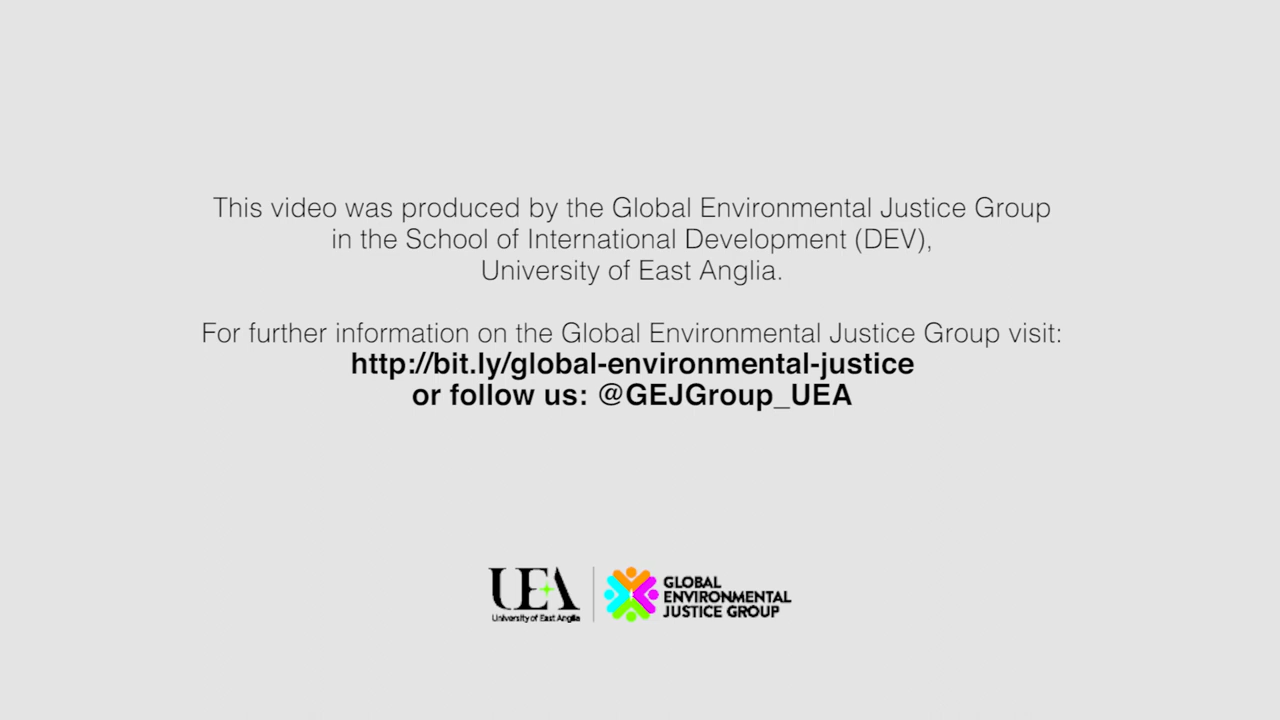 This video was produced by the Global Environmental Justice Group
in the School of International Development (DEV),
University of East Anglia.
For further information on the Global Environmental Justice Group visit:
http://bit.ly/global-environmental-justice
or follow us: @GEJGroup_UEA
UEA
University of East Anglia
GLOBAL
ENVIRONMENTAL
JUSTICE GROUP